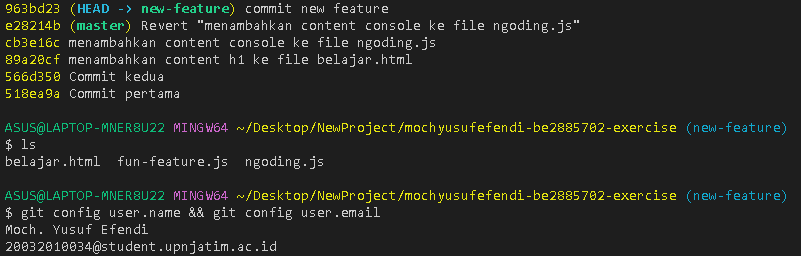 963bd23 (HEAD -> new-feature) commit new feature
e28214b (master) Revert "menambahkan content console ke file ngoding.js"
cb3e16c menambahkan content console ke file ngoding.js
89a20cf menambahkan content h1 ke file belajar.html
566d350 Commit kedua
518ea9a Commit pertama
ASUS@LAPTOP-MNER8U22 MINGW64 ~/Desktop/NewProject/mochyusufefendi-be2885702-exercise (new-feature)
$ ls
belajar.html  fun-feature.js  ngoding.js
ASUS@LAPTOP-MNER8U22 MINGW64 ~/Desktop/NewProject/mochyusufefendi-be2885702-exercise (new-feature)
$ git config user.name && git config user.email
Moch. Yusuf Efendi
20032010034@student.upnjatim.ac.id